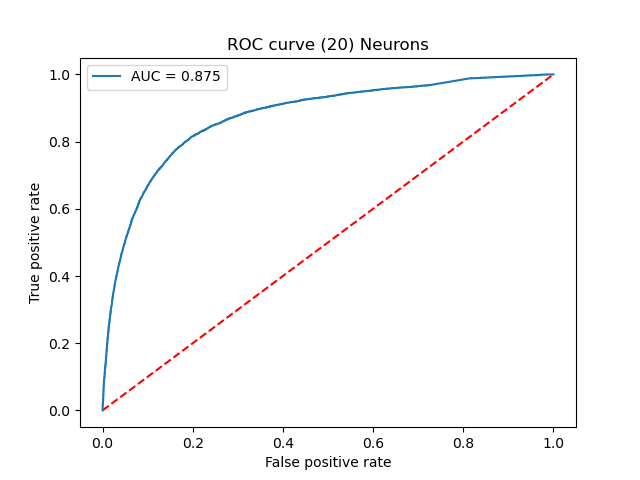 ROC curve (20) Neurons
AUC = 0.875
True positive rate
1.0
0.8
0.6
0.4
0.2
0.0
0.0 0.2 0.4 0.6 0.8 1.0
False positive rate